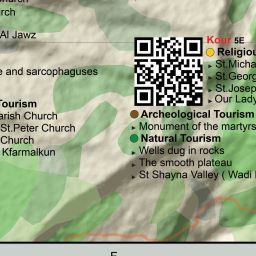 Church
urch
Al Jawz
e and sarcophaguses
Tourism
arish Church
St.Peter Church
Church
Kfarmalkun
Kour 5E
Religiou
St.Micha
St.Georg
St.Josep
Our Lady
Archeological Tourism
Monument of the martyrs
Natural Tourism
Wells dug in rocks
The smooth plateau
St Shayna Valley ( Wadi
E